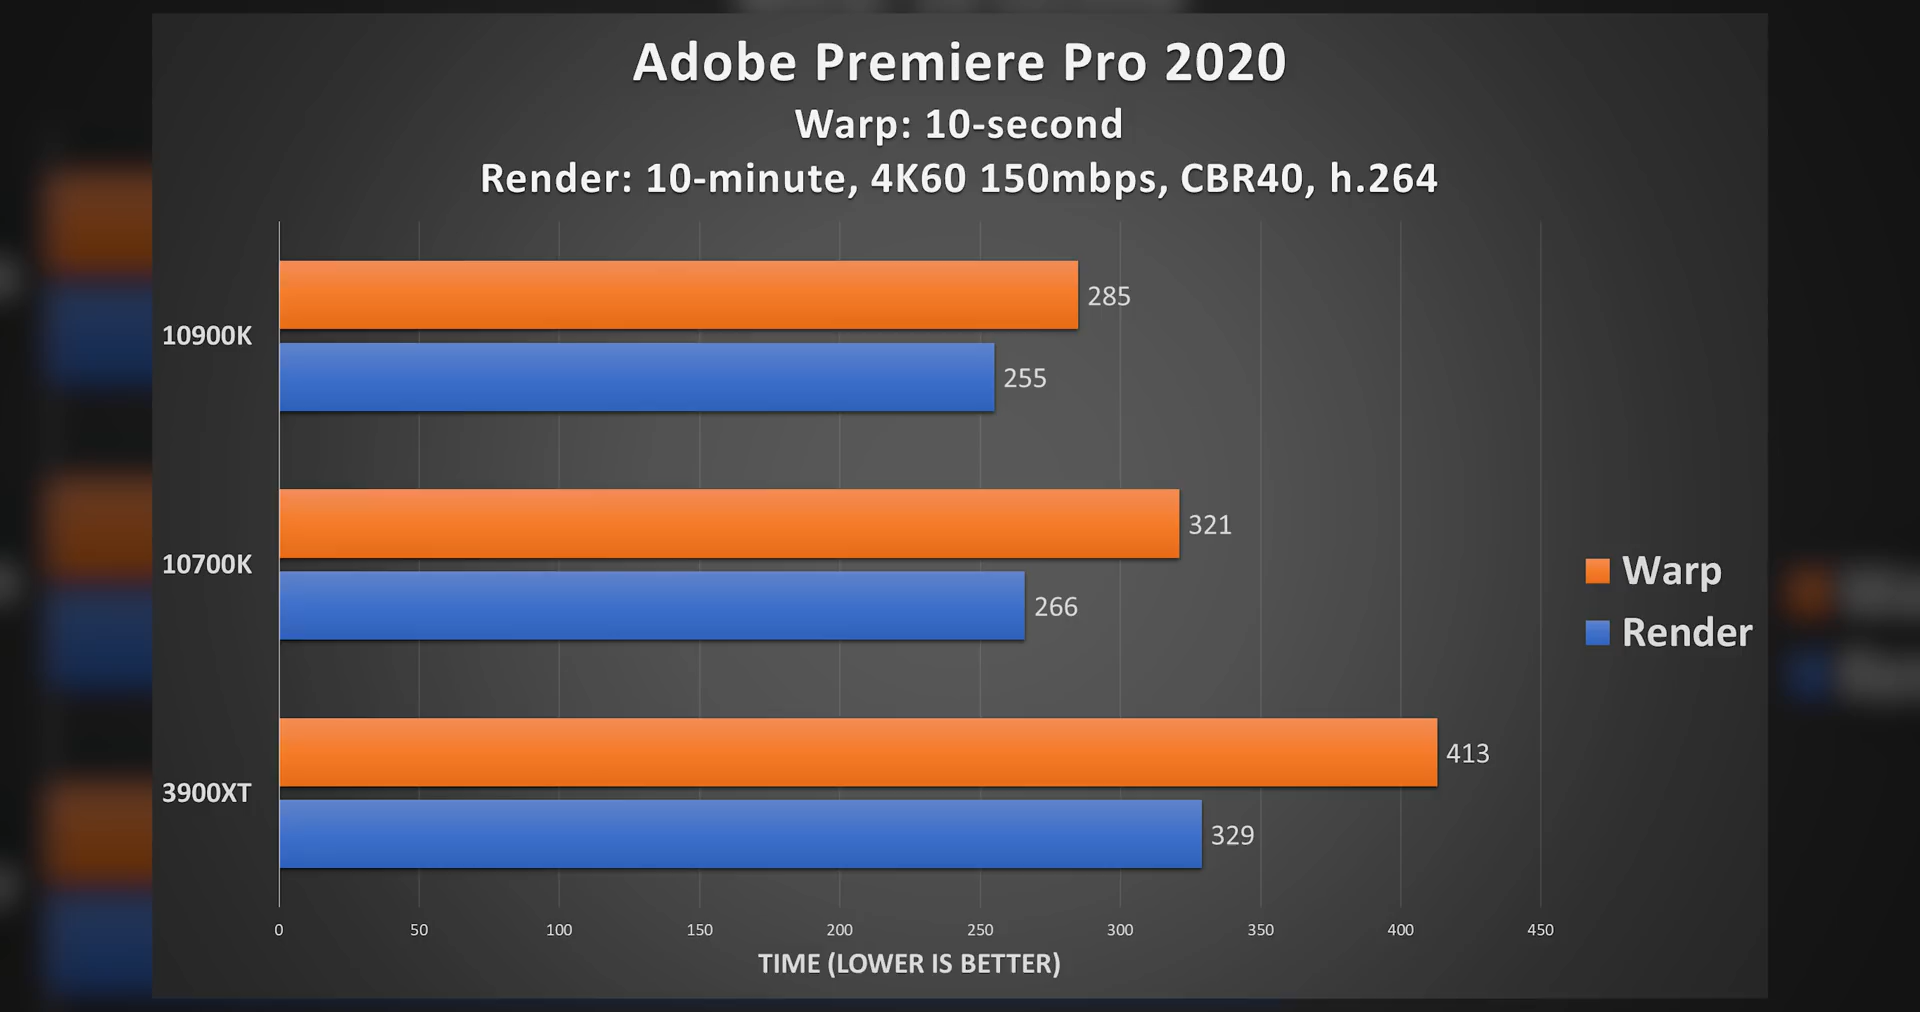 Adobe Premiere Pro 2020
Warp: 10-second
Render: 10-minute, 4K60 150mbps, CBR40, h.264
10900K
285
255
10700K
321
266
3900XT
413
329
Warp
Render
0 50 100 150 200 250 300 350 400 450
TIME (LOWER IS BETTER)